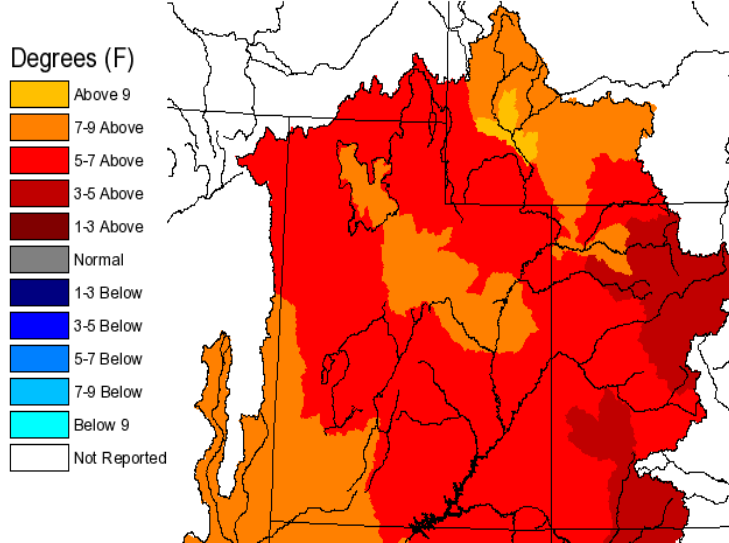 Degrees (F)
Above 9
7-9 Above
5-7 Above
3-5 Above
1-3 Above
Normal
1-3 Below
3-5 Below
5-7 Below
7-9 Below
Below 9
Not Reported